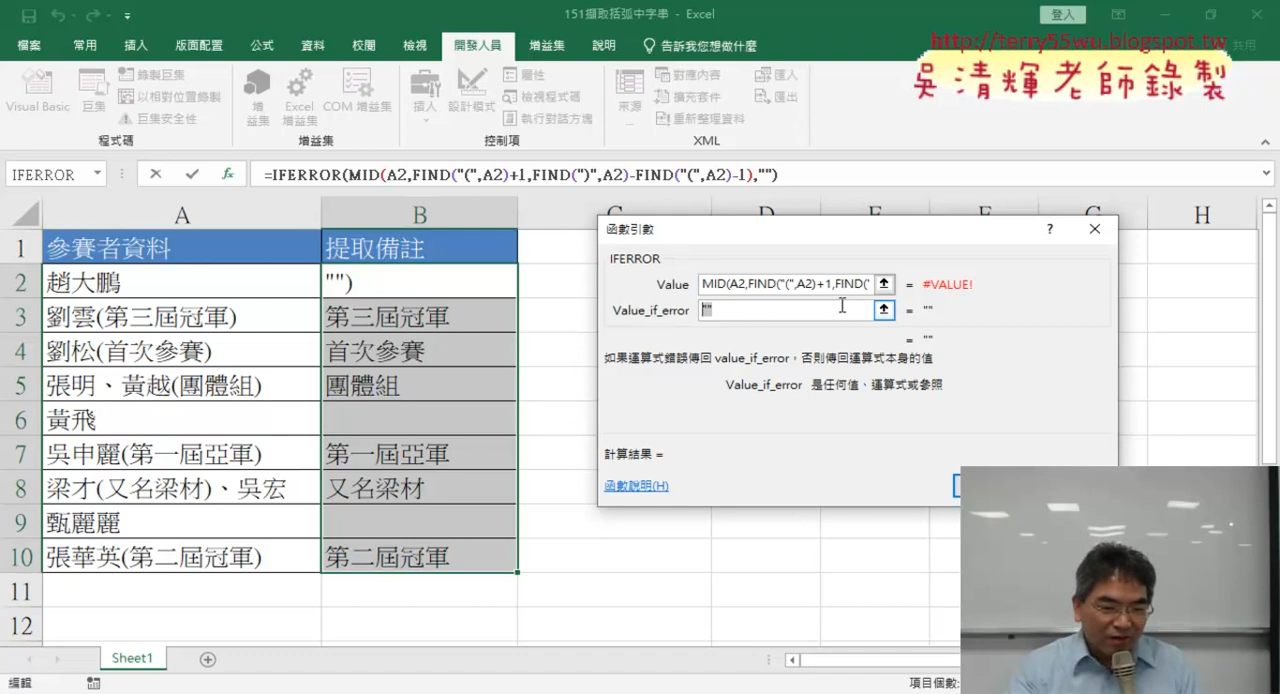 151擷取括弧中字串 - Excel
登入
http://terry55wu.blogspot.tw
共用
吳清輝老師錄製
檔案 常用 插入 版面配置 公式 資料 校閱 檢視 開發人員 增益集 說明 告訴我您想做什麼
Visual Basic 巨集 錄製巨集 以相對位置錄製 巨集安全性
增益集 Excel 增益集 COM 增益集
插入 設計模式 屬性 檢視程式碼 執行對話方塊
來源 對應內容 擴充套件 重新整理資料 匯入 匯出
程式碼 增益集 控制項 XML
IFERROR =IFERROR(MID(A2,FIND("(",A2)+1,FIND(")",A2)-FIND("(",A2)-1),"")
A B C D E F G H
1 參賽者資料 提取備註
2 趙大鵬 "")
3 劉雲(第三屆冠軍) 第三屆冠軍
4 劉松(首次參賽) 首次參賽
5 張明、黃越(團體組) 團體組
6 黃飛
7 吳申麗(第一屆亞軍) 第一屆亞軍
8 梁才(又名梁材)、吳宏 又名梁材
9 甄麗麗
10 張華英(第二屆冠軍) 第二屆冠軍
11
12
函數引數 ?
IFERROR
Value MID(A2,FIND("(",A2)+1,FIND(" = #VALUE!
Value_if_error "" = ""
= ""
如果運算式錯誤傳回 value_if_error，否則傳回運算式本身的值
Value_if_error 是任何值、運算式或參照
計算結果 =
函數說明(H)
Sheet1
編輯
項目個數: